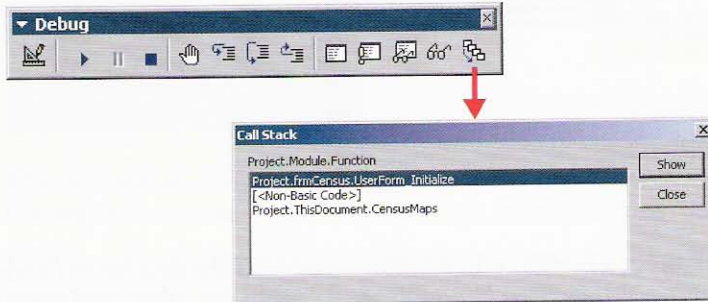 Debug
Call Stack
Project.Module.Function
Project.frmCensus.UserForm_Initialize
[<Non-Basic Code>]
Project.ThisDocument.CensusMaps
Show
Close